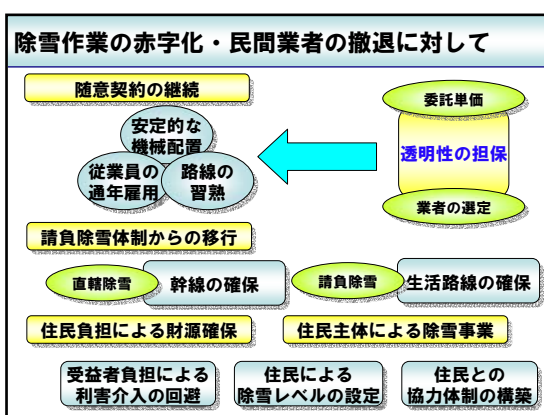 除雪作業の赤字化・民間業者の撤退に対して
随意契約の継続
安定的な
機械配置
従業員の
通年雇用
路線の
習熟
委託単価
透明性の担保
業者の選定
請負除雪体制からの移行
直轄除雪
幹線の確保
請負除雪
生活路線の確保
住民負担による財源確保
住民主体による除雪事業
受益者負担による
利害介入の回避
住民による
除雪レベルの設定
住民との
協力体制の構築